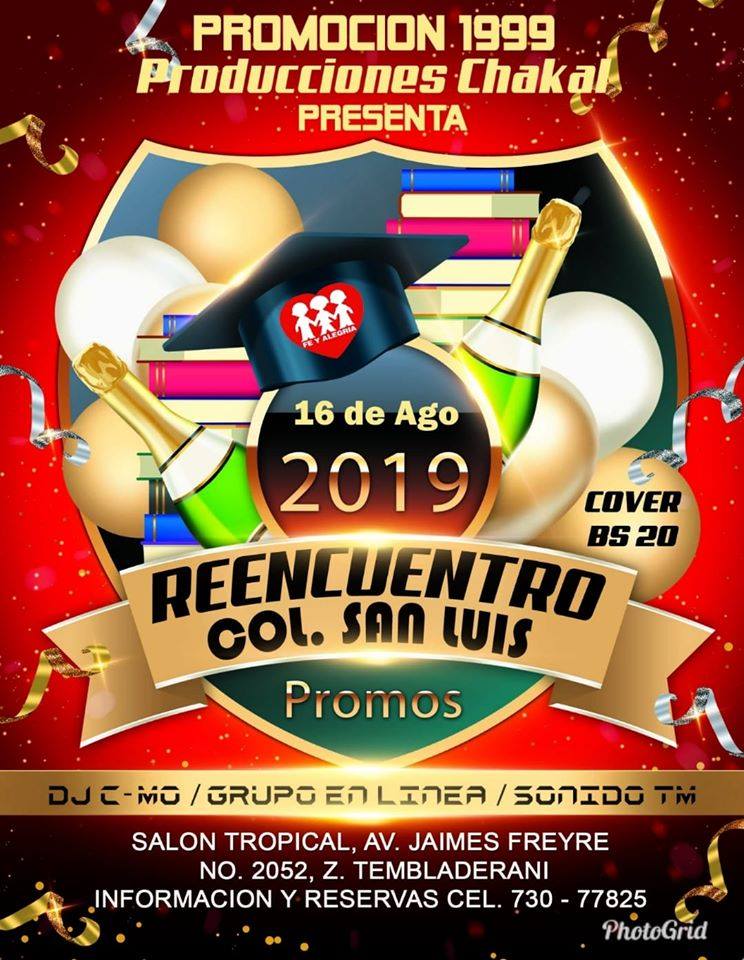 PROMOCION 1999
Producciones Chakal
PRESENTA
FE Y ALEGRIA
16 de Ago
2019
COVER
BS 20
REENCUENTRO
COL. SAN LUIS
Promos
DJ C-MO / GRUPO EN LINEA / SONIDO TM
SALON TROPICAL, AV. JAIMES FREYRE
NO. 2052, Z. TEMBLADERANI
INFORMACION Y RESERVAS CEL. 730 - 77825
PhotoGrid